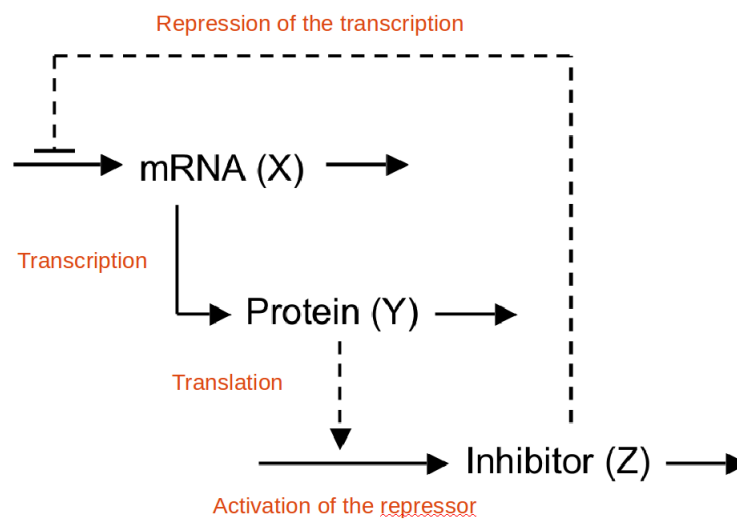 Repression of the transcription
mRNA (X)
Transcription
Protein (Y)
Translation
Inhibitor (Z)
Activation of the repressor